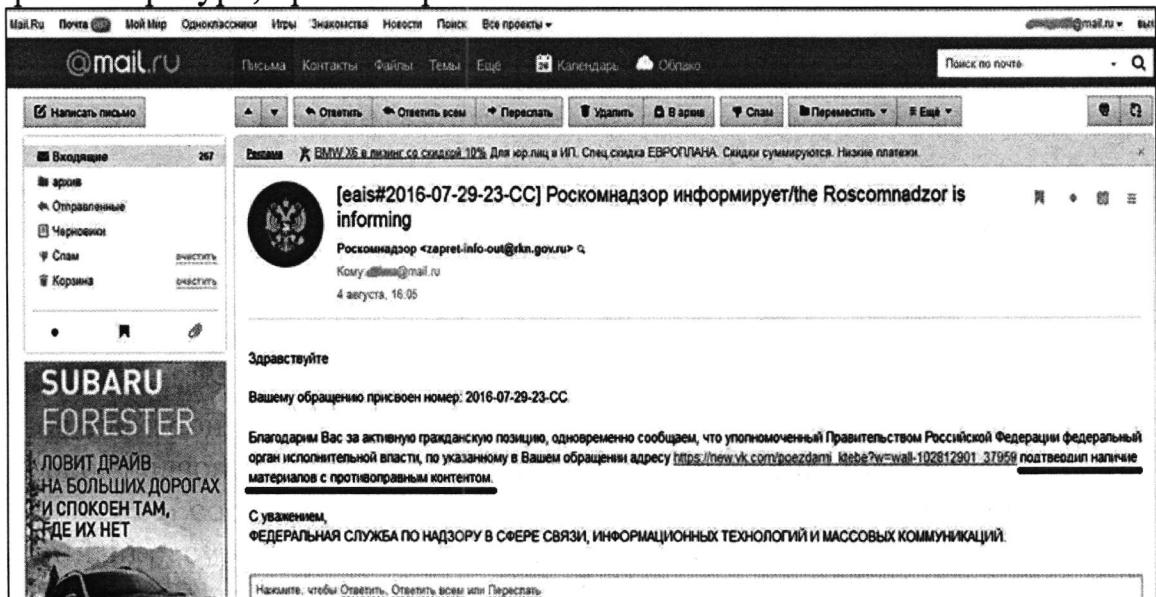 Mail.Ru Почта Мой Мир Одноклассники Игры Знакомства Новости Поиск Все проекты
@mail.ru вых
@mail.ru Письма Контакты Файлы Темы Ещё Календарь Облако Поиск по почте
Написать письмо Ответить Ответить всем Переслать Удалить В архив Спам Переместить Ещё
Входящие 267
архив
Отправленные
Черновики
Спам очистить
Корзина очистить
Реклама BMW X6 в лизинг со скидкой 10% Для юр.лиц и ИП. Спец.скидка ЕВРОПЛАНА. Скидки суммируются. Низкие платежи.
[eais#2016-07-29-23-CC] Роскомнадзор информирует/the Roscomnadzor is
informing
Роскомнадзор <zapret-info-out@rkn.gov.ru>
Кому: @mail.ru
4 августа, 16:05
Здравствуйте
Вашему обращению присвоен номер: 2016-07-29-23-CC.
Благодарим Вас за активную гражданскую позицию, одновременно сообщаем, что уполномоченный Правительством Российской Федерации федеральный
орган исполнительной власти, по указанному в Вашем обращении адресу https://new.vk.com/poezdami_ktebe?w=wall-102812901_37959 подтвердил наличие
материалов с противоправным контентом.
С уважением,
ФЕДЕРАЛЬНАЯ СЛУЖБА ПО НАДЗОРУ В СФЕРЕ СВЯЗИ, ИНФОРМАЦИОННЫХ ТЕХНОЛОГИЙ И МАССОВЫХ КОММУНИКАЦИЙ.
Нажмите, чтобы Ответить, Ответить всем или Переслать
SUBARU
FORESTER
ЛОВИТ ДРАЙВ
НА БОЛЬШИХ ДОРОГАХ
И СПОКОЕН ТАМ,
ГДЕ ИХ НЕТ